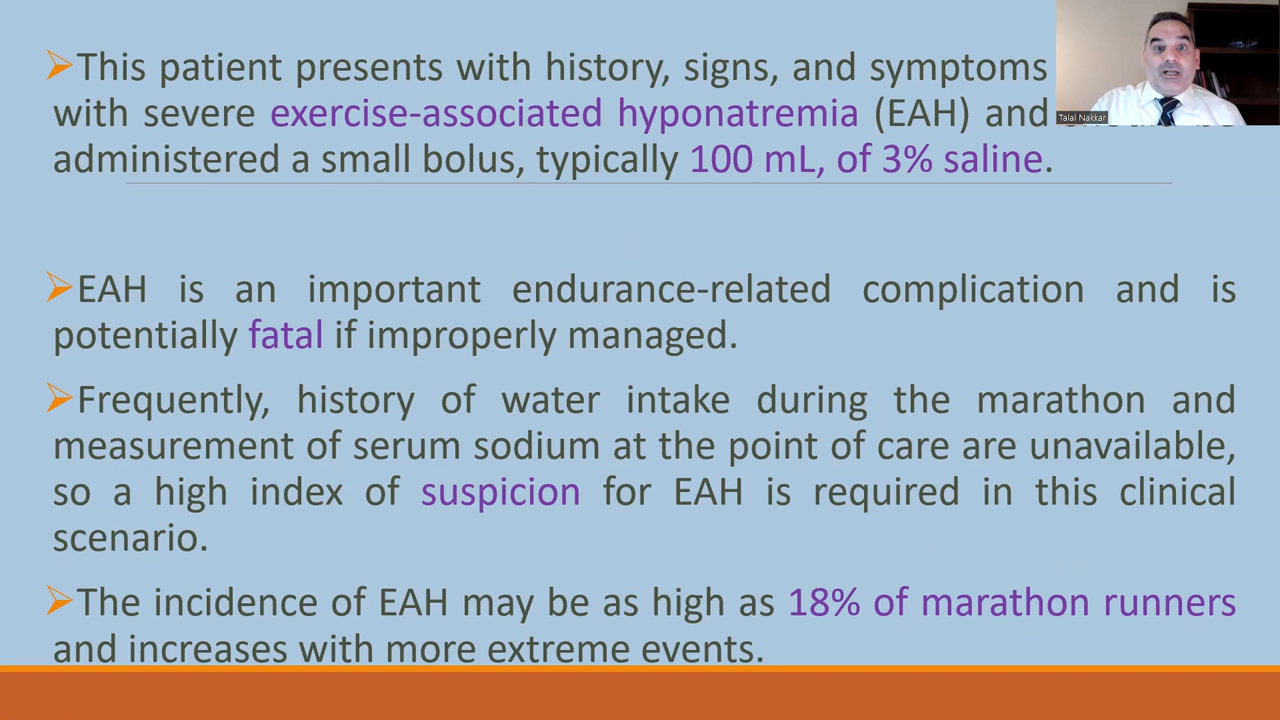 ➢This patient presents with history, signs, and symptoms
with severe exercise-associated hyponatremia (EAH) and
administered a small bolus, typically 100 mL, of 3% saline.
Talal Nakkar
➢EAH is an important endurance-related complication and is
potentially fatal if improperly managed.
➢Frequently, history of water intake during the marathon and
measurement of serum sodium at the point of care are unavailable,
so a high index of suspicion for EAH is required in this clinical
scenario.
➢The incidence of EAH may be as high as 18% of marathon runners
and increases with more extreme events.